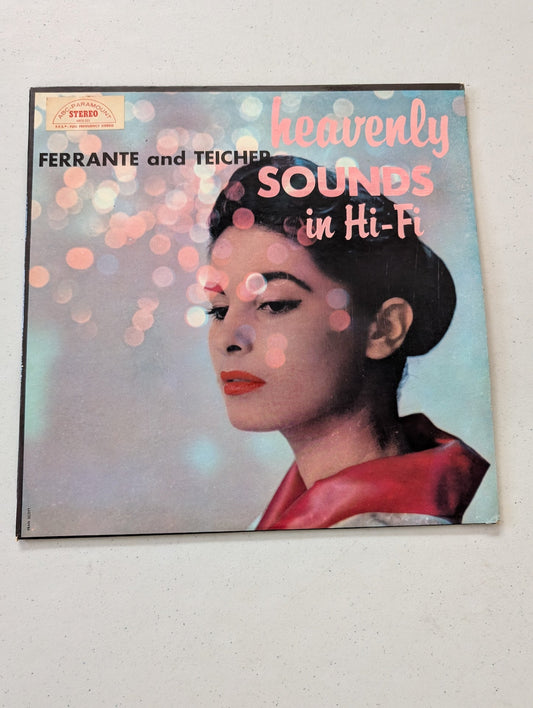 ABC-PARAMOUNT
STEREO
FERRANTE and TEICHER
heavenly
SOUNDS
in Hi-Fi